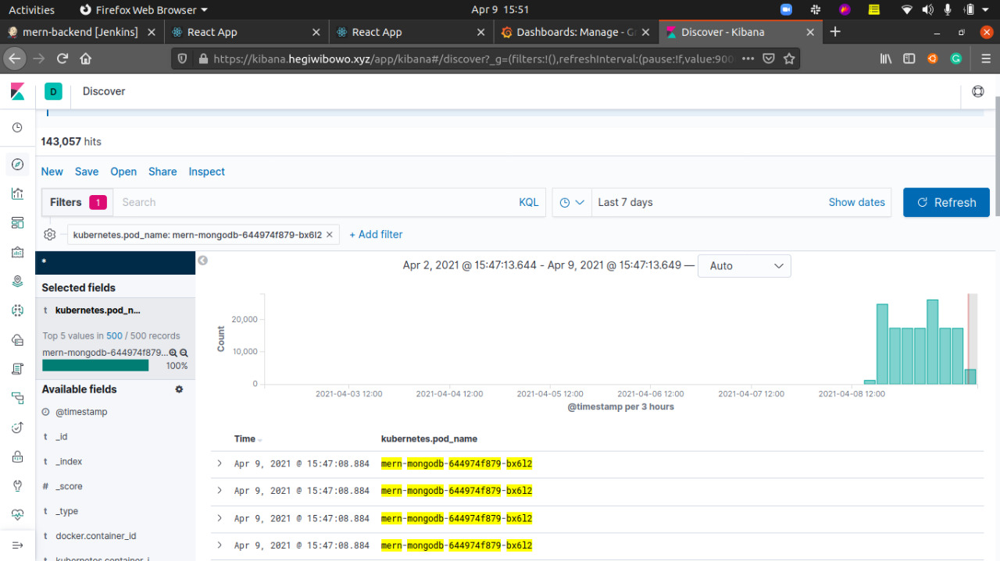 Activities Firefox Web Browser Apr 9 15:51
mern-backend [Jenkins] React App React App Dashboards: Manage - Gr Discover - Kibana
https://kibana.hegiwibowo.xyz/app/kibana#/discover?_g=(filters:!(),refreshInterval:(pause:!f,value:900
D Discover
143,057 hits
New Save Open Share Inspect
Filters 1 Search KQL Last 7 days Show dates Refresh
kubernetes.pod_name: mern-mongodb-644974f879-bx6l2 + Add filter
*
Apr 2, 2021 @ 15:47:13.644 - Apr 9, 2021 @ 15:47:13.649 — Auto
Selected fields
t kubernetes.pod_n...
Top 5 values in 500 / 500 records
mern-mongodb-644974f879...
100%
Available fields
@timestamp
t _id
t _index
# _score
t _type
t docker.container_id
kubernetes.container_i
Count
20,000
10,000
0
2021-04-03 12:00 2021-04-04 12:00 2021-04-05 12:00 2021-04-06 12:00 2021-04-07 12:00 2021-04-08 12:00
@timestamp per 3 hours
Time kubernetes.pod_name
Apr 9, 2021 @ 15:47:08.884 mern-mongodb-644974f879-bx6l2
Apr 9, 2021 @ 15:47:08.884 mern-mongodb-644974f879-bx6l2
Apr 9, 2021 @ 15:47:08.884 mern-mongodb-644974f879-bx6l2
Apr 9, 2021 @ 15:47:08.884 mern-mongodb-644974f879-bx6l2